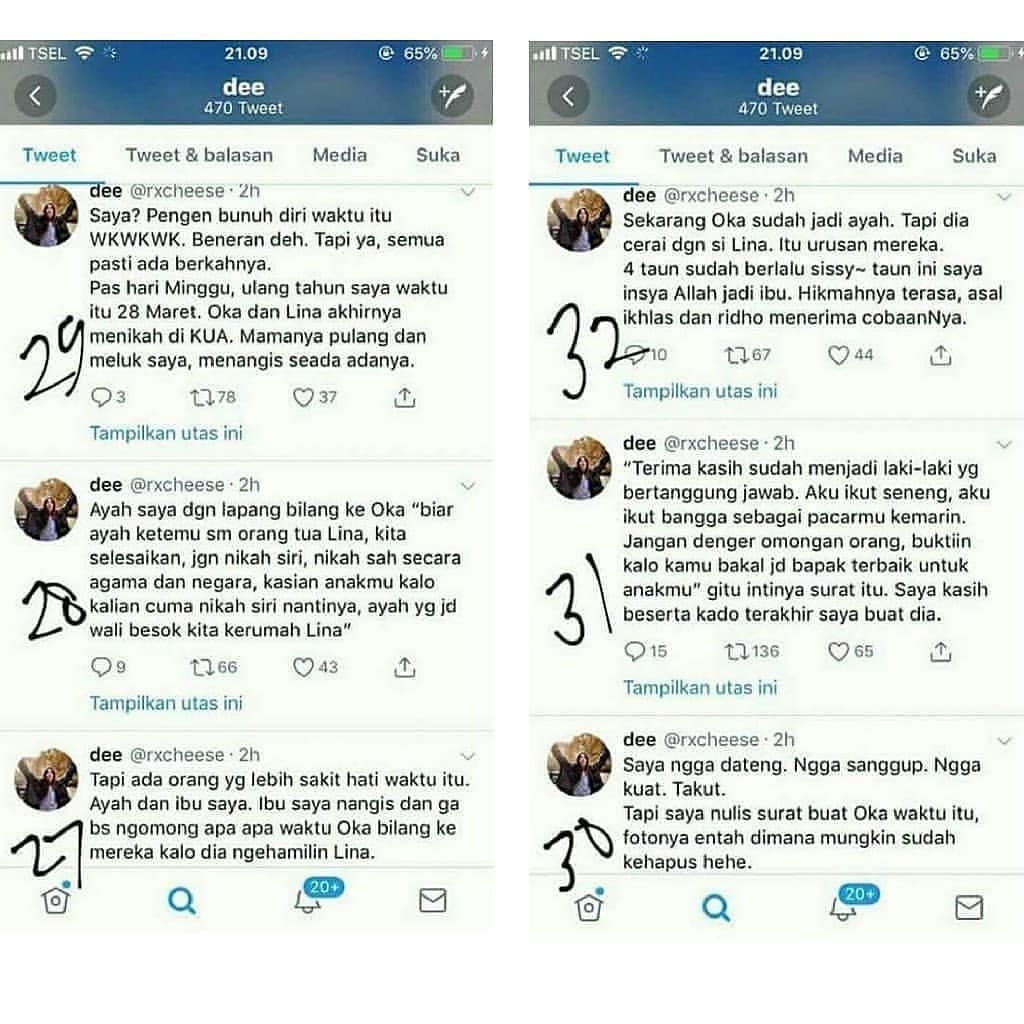 TSEL 21.09 65%
dee
470 Tweet
Tweet Tweet & balasan Media Suka
dee @rxcheese · 2h
Saya? Pengen bunuh diri waktu itu
WKWKWK. Beneran deh. Tapi ya, semua
pasti ada berkahnya.
Pas hari Minggu, ulang tahun saya waktu
itu 28 Maret. Oka dan Lina akhirnya
menikah di KUA. Mamanya pulang dan
meluk saya, menangis seada adanya.
29
3 78 37
Tampilkan utas ini
dee @rxcheese · 2h
Ayah saya dgn lapang bilang ke Oka “biar
ayah ketemu sm orang tua Lina, kita
selesaikan, jgn nikah siri, nikah sah secara
agama dan negara, kasian anakmu kalo
kalian cuma nikah siri nantinya, ayah yg jd
wali besok kita kerumah Lina”
28
9 66 43
Tampilkan utas ini
dee @rxcheese · 2h
Tapi ada orang yg lebih sakit hati waktu itu.
Ayah dan ibu saya. Ibu saya nangis dan ga
bs ngomong apa apa waktu Oka bilang ke
mereka kalo dia ngehamilin Lina.
27
20+
TSEL 21.09 65%
dee
470 Tweet
Tweet Tweet & balasan Media Suka
dee @rxcheese · 2h
Sekarang Oka sudah jadi ayah. Tapi dia
cerai dgn si Lina. Itu urusan mereka.
4 taun sudah berlalu sissy~ taun ini saya
insya Allah jadi ibu. Hikmahnya terasa, asal
ikhlas dan ridho menerima cobaanNya.
32
10 67 44
Tampilkan utas ini
dee @rxcheese · 2h
“Terima kasih sudah menjadi laki-laki yg
bertanggung jawab. Aku ikut seneng, aku
ikut bangga sebagai pacarmu kemarin.
Jangan denger omongan orang, buktiin
kalo kamu bakal jd bapak terbaik untuk
anakmu” gitu intinya surat itu. Saya kasih
beserta kado terakhir saya buat dia.
31
15 136 65
Tampilkan utas ini
dee @rxcheese · 2h
Saya ngga dateng. Ngga sanggup. Ngga
kuat. Takut.
Tapi saya nulis surat buat Oka waktu itu,
fotonya entah dimana mungkin sudah
kehapus hehe.
30
20+